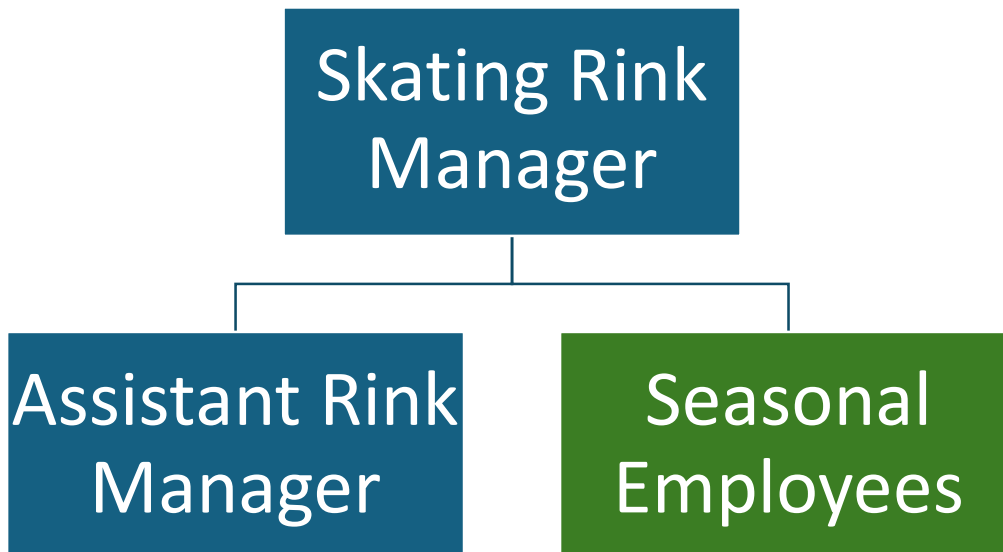 Skating Rink
Manager
Assistant Rink
Manager
Seasonal
Employees